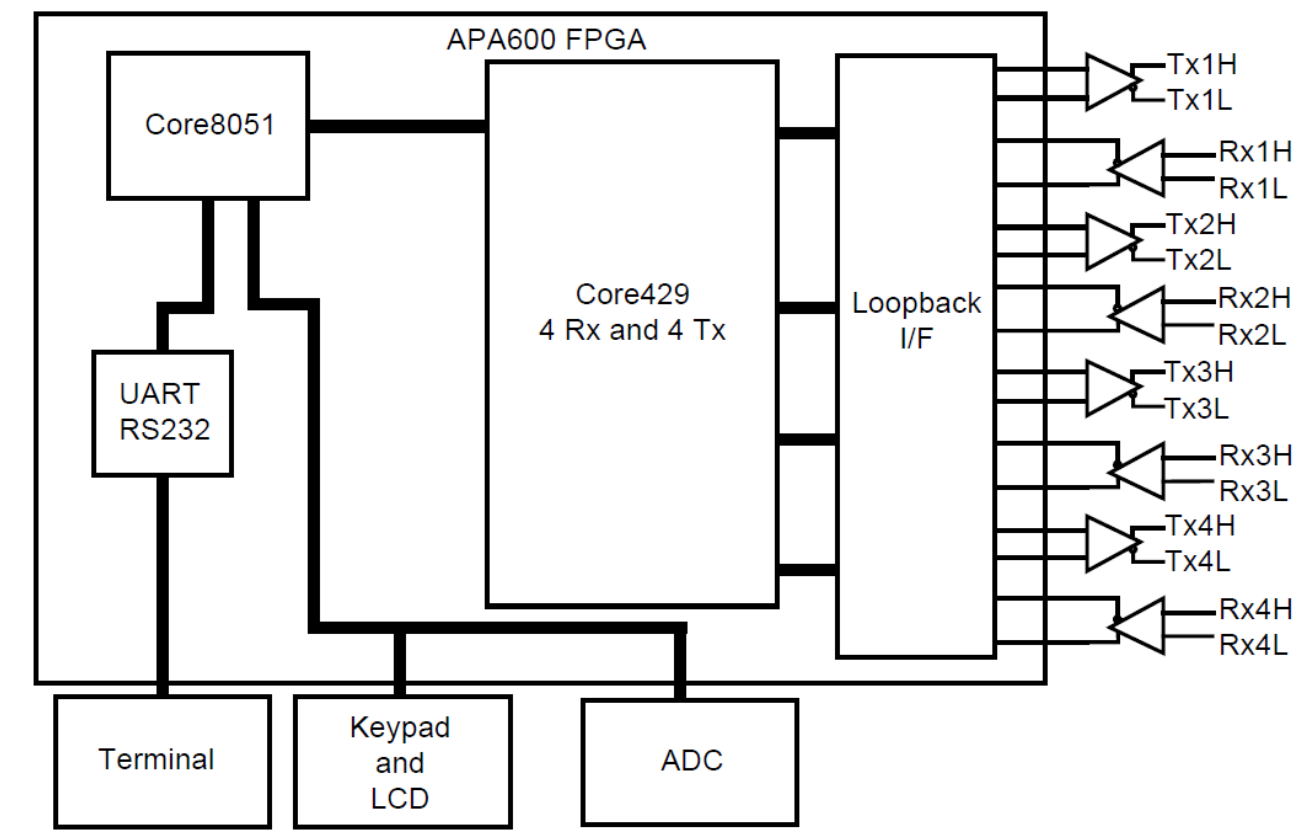 APA600 FPGA
Core8051
Core429
4 Rx and 4 Tx
Loopback
I/F
UART
RS232
Terminal
Keypad
and
LCD
ADC
Tx1H
Tx1L
Rx1H
Rx1L
Tx2H
Tx2L
Rx2H
Rx2L
Tx3H
Tx3L
Rx3H
Rx3L
Tx4H
Tx4L
Rx4H
Rx4L